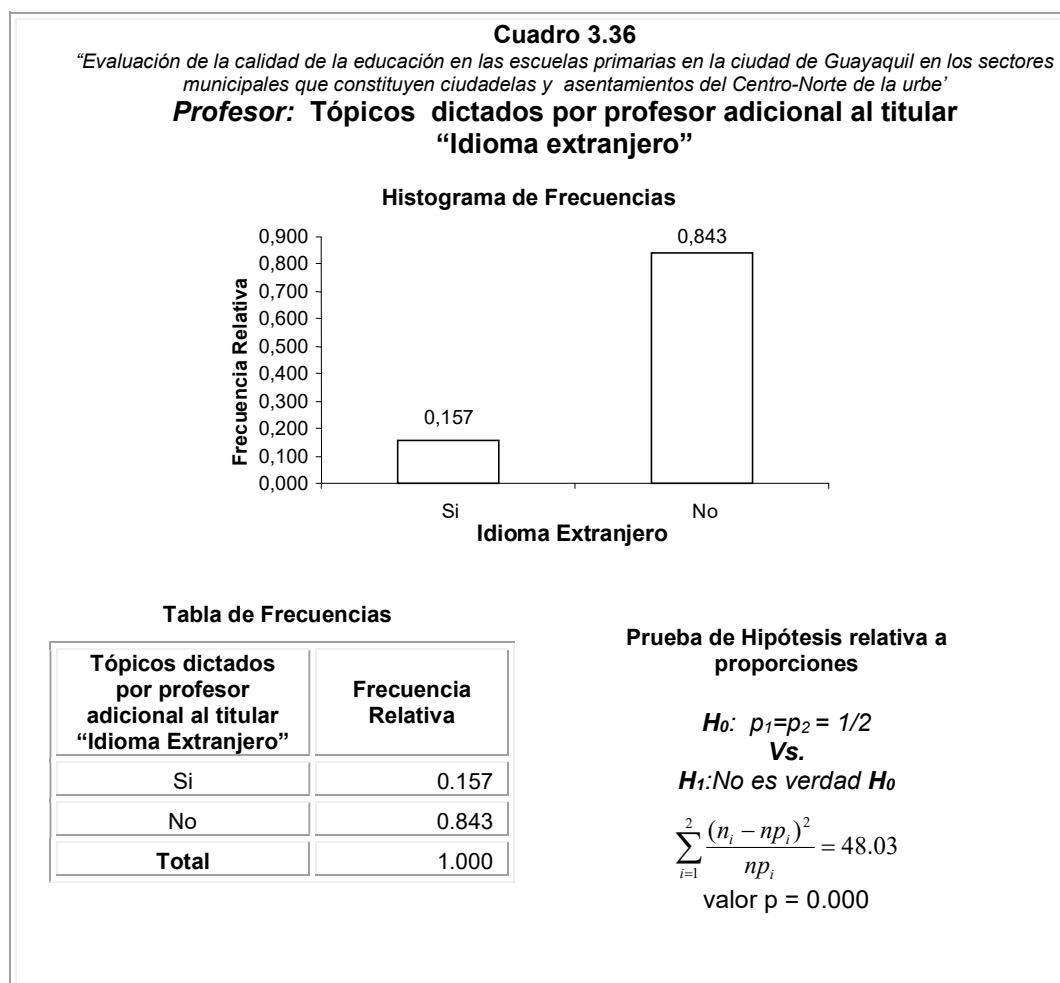 Cuadro 3.36
“Evaluación de la calidad de la educación en las escuelas primarias en la ciudad de Guayaquil en los sectores
municipales que constituyen ciudadelas y asentamientos del Centro-Norte de la urbe’
Profesor: Tópicos dictados por profesor adicional al titular
“Idioma extranjero”
Histograma de Frecuencias
Frecuencia Relativa
0,900
0,800
0,700
0,600
0,500
0,400
0,300
0,200
0,100
0,000
0,157
0,843
Si No
Idioma Extranjero
Tabla de Frecuencias
Tópicos dictados
por profesor
adicional al titular
“Idioma Extranjero”
Frecuencia
Relativa
Si 0.157
No 0.843
Total 1.000
Prueba de Hipótesis relativa a
proporciones
H₀: p₁=p₂ = 1/2
Vs.
H₁:No es verdad H₀
$\sum_{i=1}^{2} \frac{(n_i - np_i)^2}{np_i} = 48.03$
valor p = 0.000